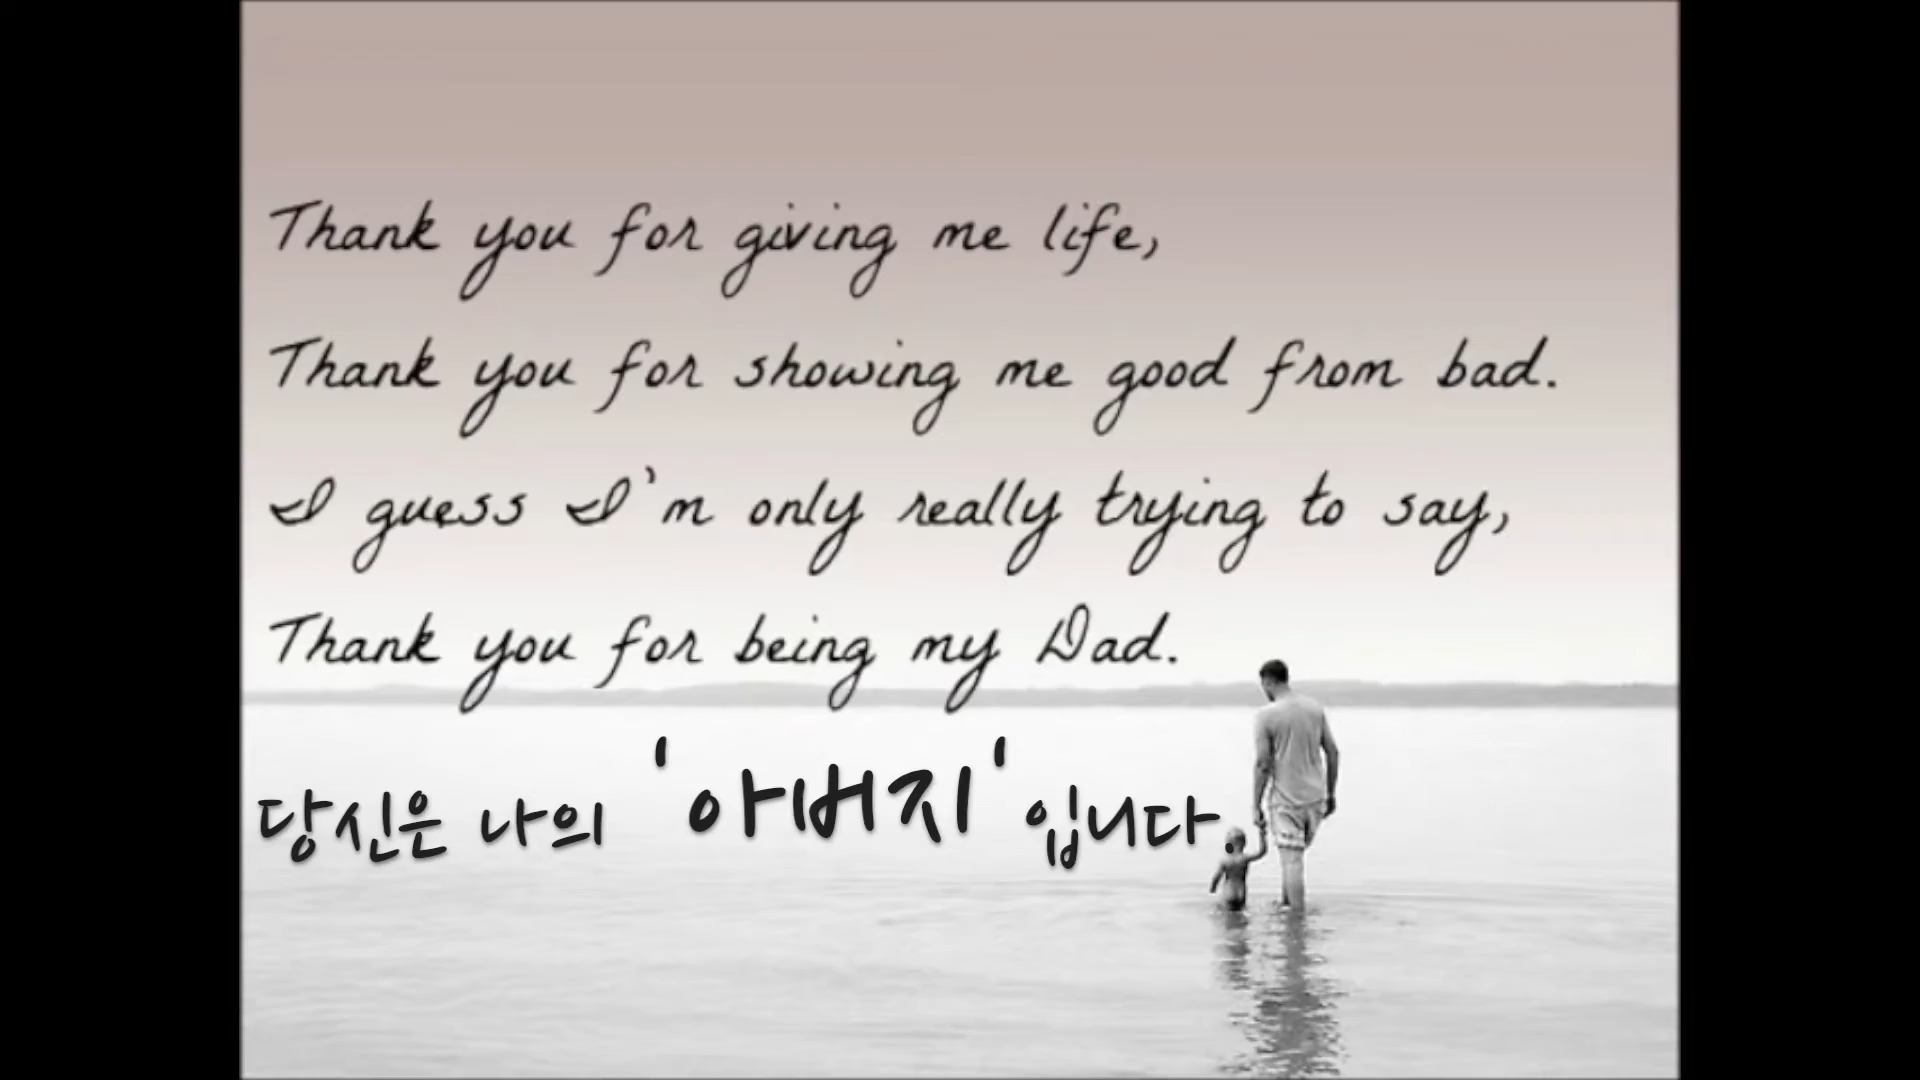 Thank you for giving me life,
Thank you for showing me good from bad.
I guess I'm only really trying to say,
Thank you for being my Dad.
당신은 나의 '아버지' 입니다.